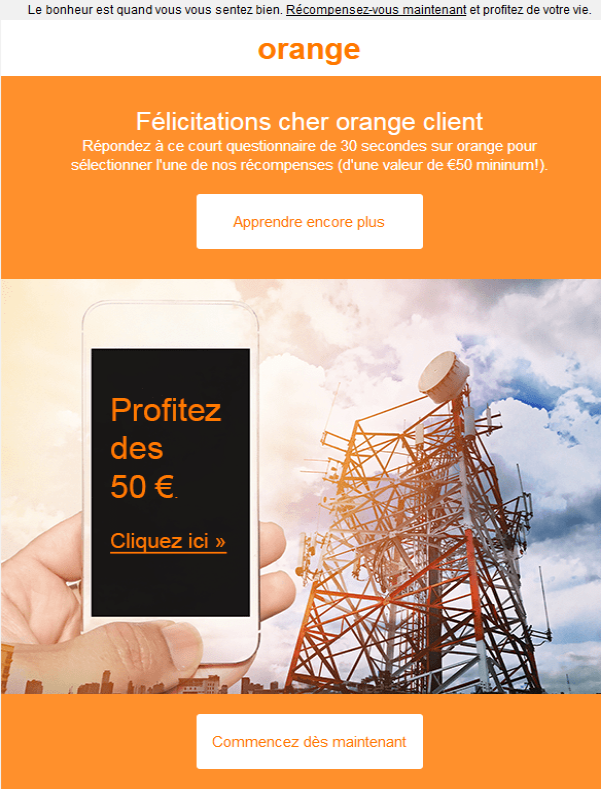 Le bonheur est quand vous vous sentez bien. Récompensez-vous maintenant et profitez de votre vie.
orange
Félicitations cher orange client
Répondez à ce court questionnaire de 30 secondes sur orange pour
sélectionner l'une de nos récompenses (d'une valeur de €50 mininum!).
Apprendre encore plus
Profitez
des
50 €.
Cliquez ici »
Commencez dès maintenant